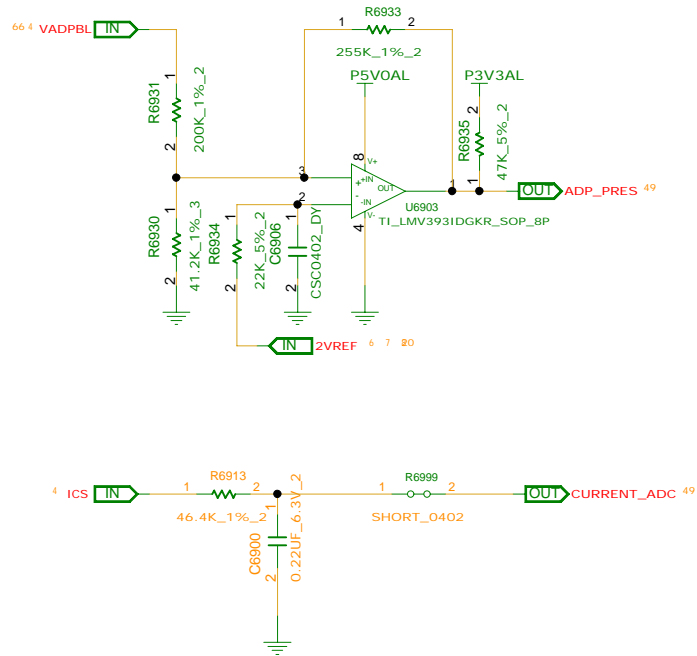 R6933
1 2
255K_1%_2
66 4 VADPBL IN
P5V0AL
P3V3AL
1
R6931
200K_1%_2
2
2
R6935
47K_5%_2
1
8
V+
3
+ +IN
OUT
1
OUT ADP_PRES 49
2
- -IN
U6903
V-
4
TI_LMV393IDGKR_SOP_8P
1
R6930
41.2K_1%_3
2
1
R6934
22K_5%_2
2
1
C6906
CSC0402_DY
2
IN 2VREF 6 7
R6913
R6999
4 ICS IN
1 2
1 2
OUT CURRENT_ADC 49
46.4K_1%_2
SHORT_0402
1
C6900
0.22UF_6.3V_2
2